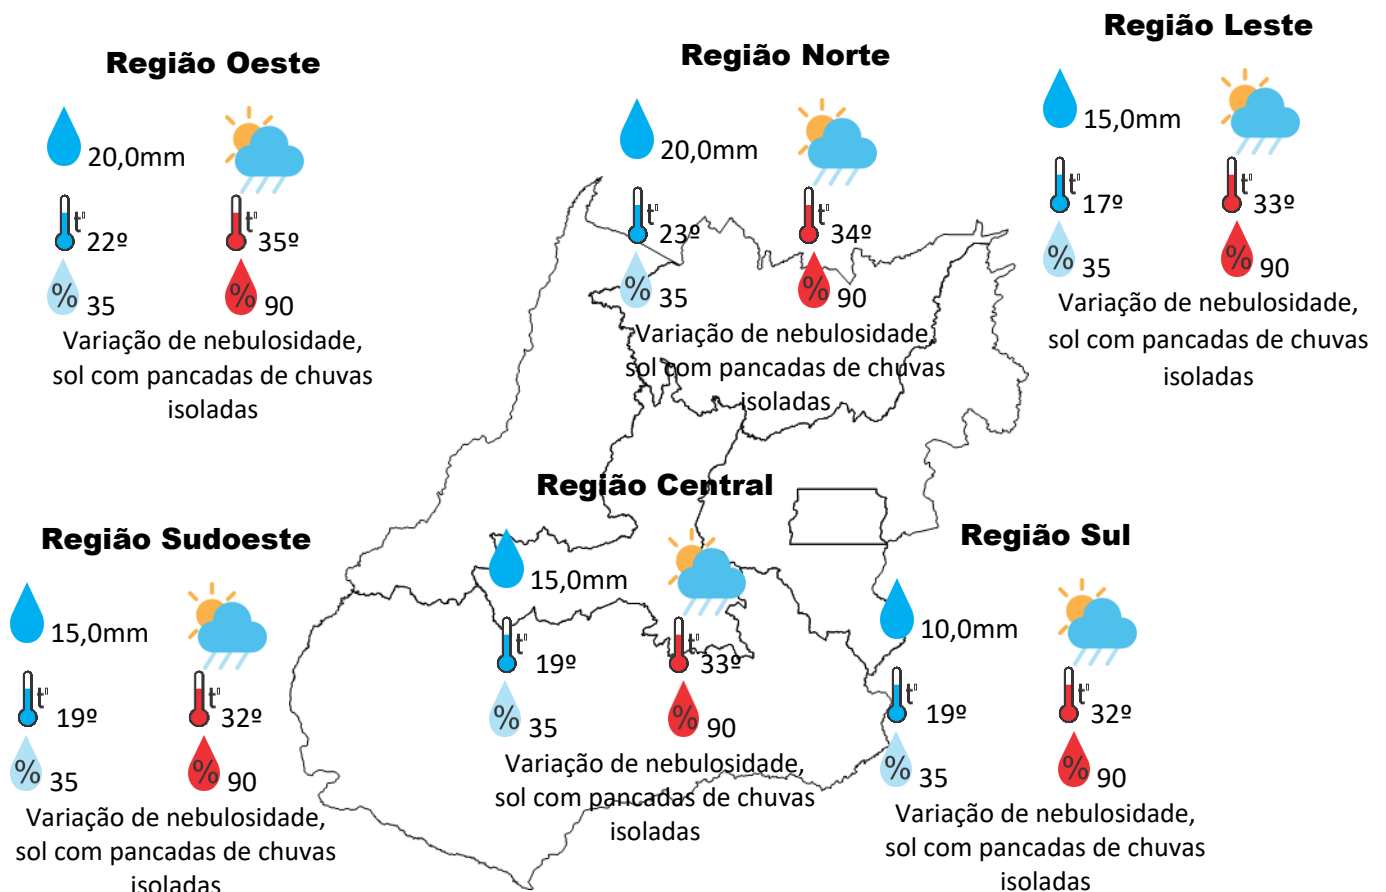 Região Oeste
20,0mm
t°
22º
t°
35º
% 35
% 90
Variação de nebulosidade,
sol com pancadas de chuvas
isoladas
Região Norte
20,0mm
t°
23º
t°
34º
% 35
% 90
Variação de nebulosidade,
sol com pancadas de chuvas
isoladas
Região Leste
15,0mm
t°
17º
t°
33º
% 35
% 90
Variação de nebulosidade,
sol com pancadas de chuvas
isoladas
Região Sudoeste
15,0mm
t°
19º
t°
32º
% 35
% 90
Variação de nebulosidade,
sol com pancadas de chuvas
isoladas
Região Central
15,0mm
t°
19º
t°
33º
% 35
% 90
Variação de nebulosidade,
sol com pancadas de chuvas
isoladas
Região Sul
10,0mm
t°
19º
t°
32º
% 35
% 90
Variação de nebulosidade,
sol com pancadas de chuvas
isoladas